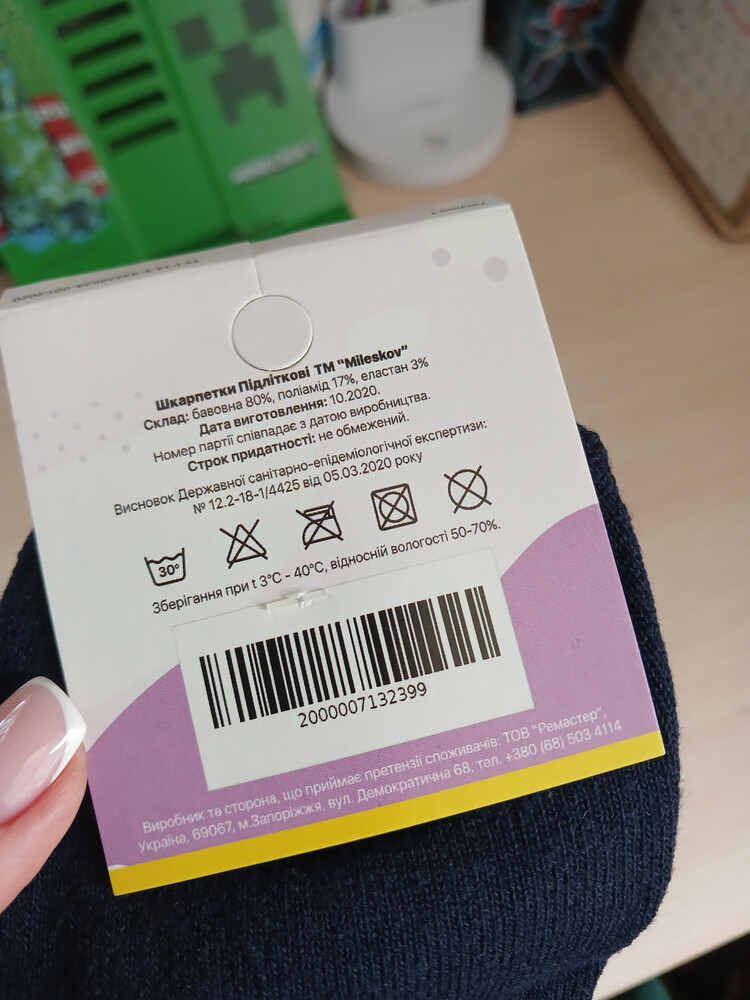 MINECRAFT
Шкарпетки Підліткові ТМ "Mileskov"
Склад: бавовна 80%, поліамід 17%, еластан 3%
Дата виготовлення: 10.2020.
Номер партії співпадає з датою виробництва.
Строк придатності: не обмежений.
Висновок Державної санітарно-епідеміологічної експертизи:
№ 12.2-18-1/4425 від 05.03.2020 року
30°
Зберігання при t 3°C - 40°C, відносній вологості 50-70%.
2000007132399
Виробник та сторона, що приймає претензії споживачів: ТОВ "Ремастер",
Україна, 69067, м.Запоріжжя, вул. Демократична 68, тел. +380 (68) 503 4114